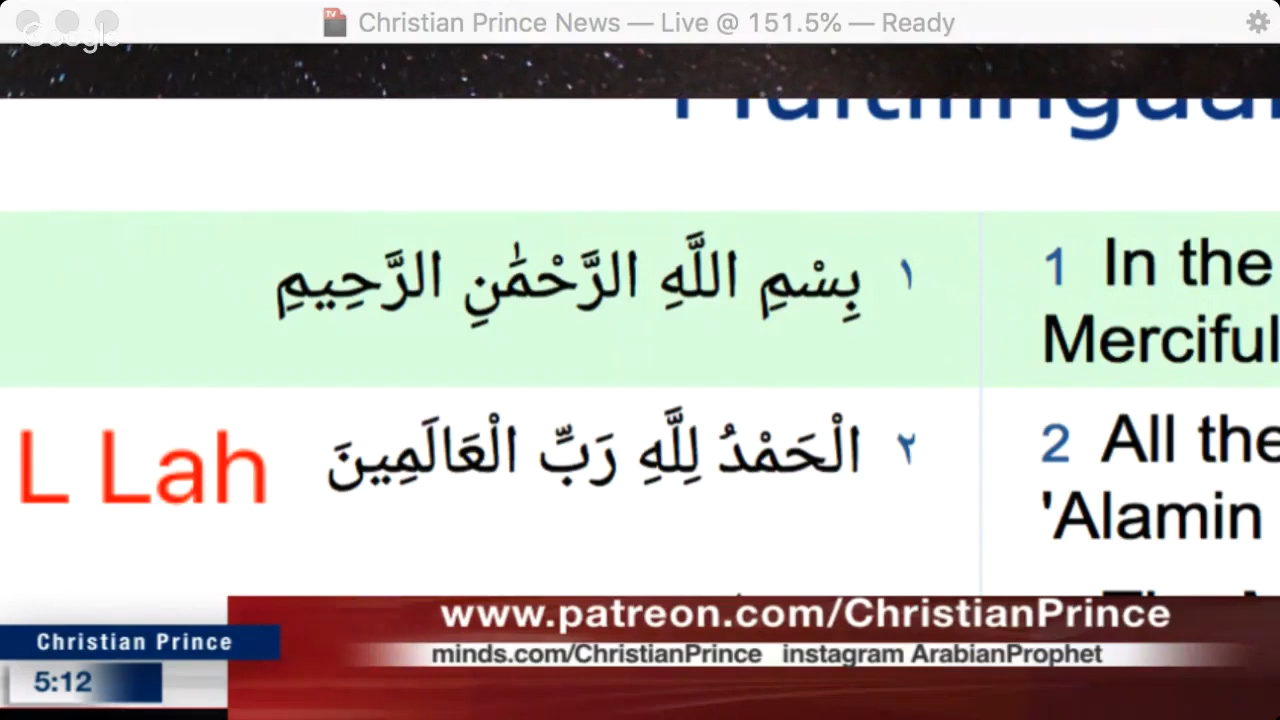 Christian Prince News — Live @ 151.5% — Ready
Google
Multilingual
١ بِسْمِ اللَّهِ الرَّحْمَٰنِ الرَّحِيمِ
1 In the
Merciful
٢ الْحَمْدُ لِلَّهِ رَبِّ الْعَالَمِينَ
L Lah
2 All the
'Alamin
www.patreon.com/ChristianPrince
minds.com/ChristianPrince instagram ArabianProphet
Christian Prince
5:12